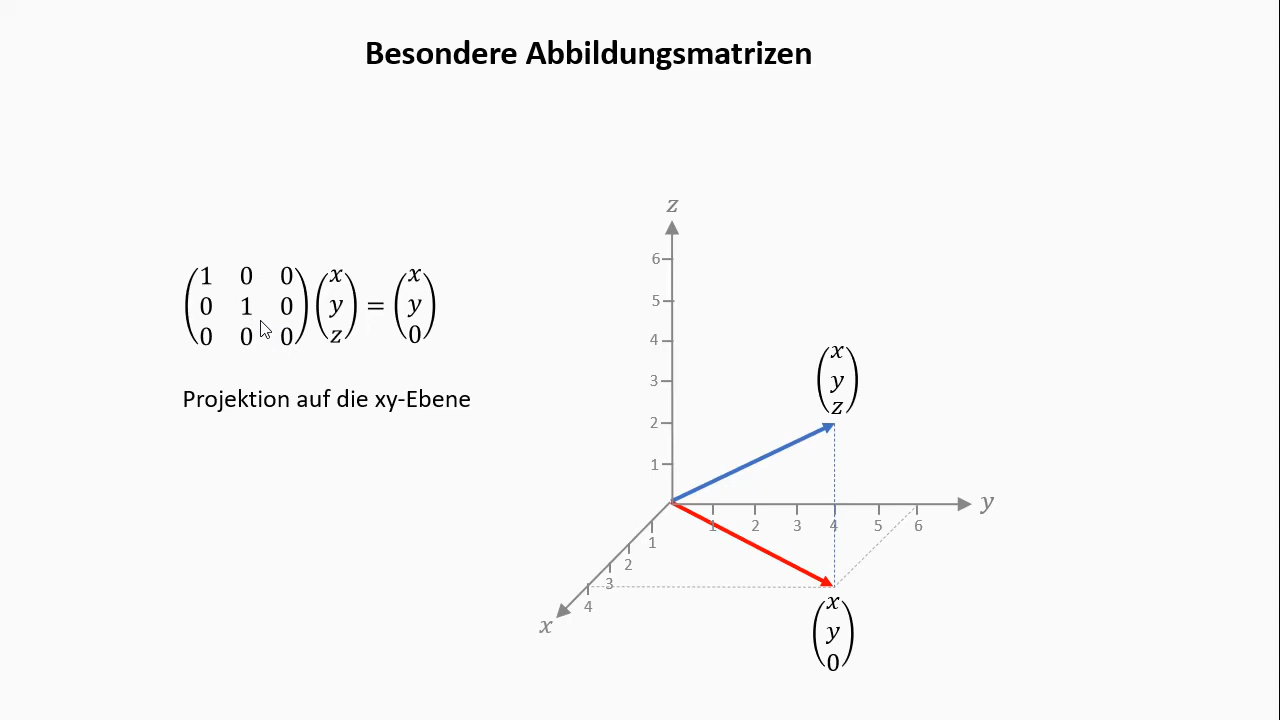 Besondere Abbildungsmatrizen
z
6
5
4
3
2
1
1 0 0 x x
0 1 0 y = y
0 0 0 z 0
Projektion auf die xy-Ebene
x
y
z
y
1 2 3 4 5 6
1
2
3
4
x
x
y
0